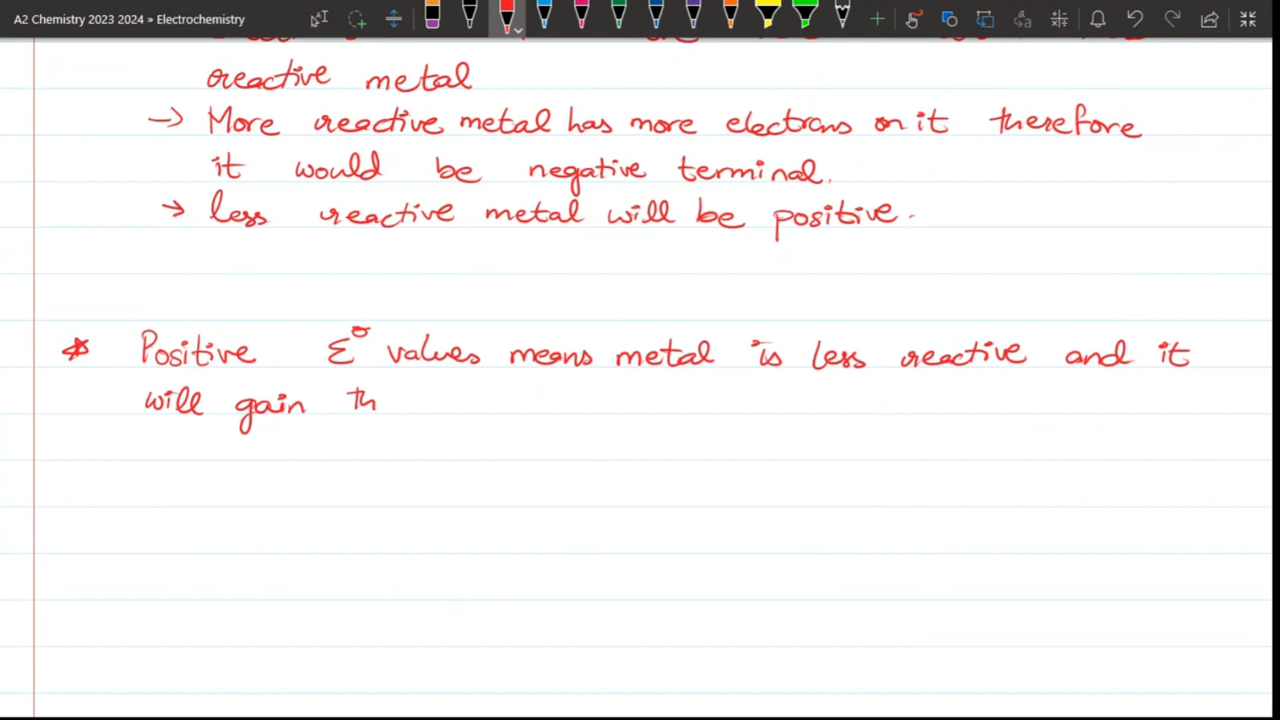 A2 Chemistry 2023 2024 » Electrochemistry
reactive metal
→ More reactive metal has more electrons on it therefore
it would be negative terminal.
→ less reactive metal will be positive.
* Positive E° values means metal is less reactive and it
will gain th